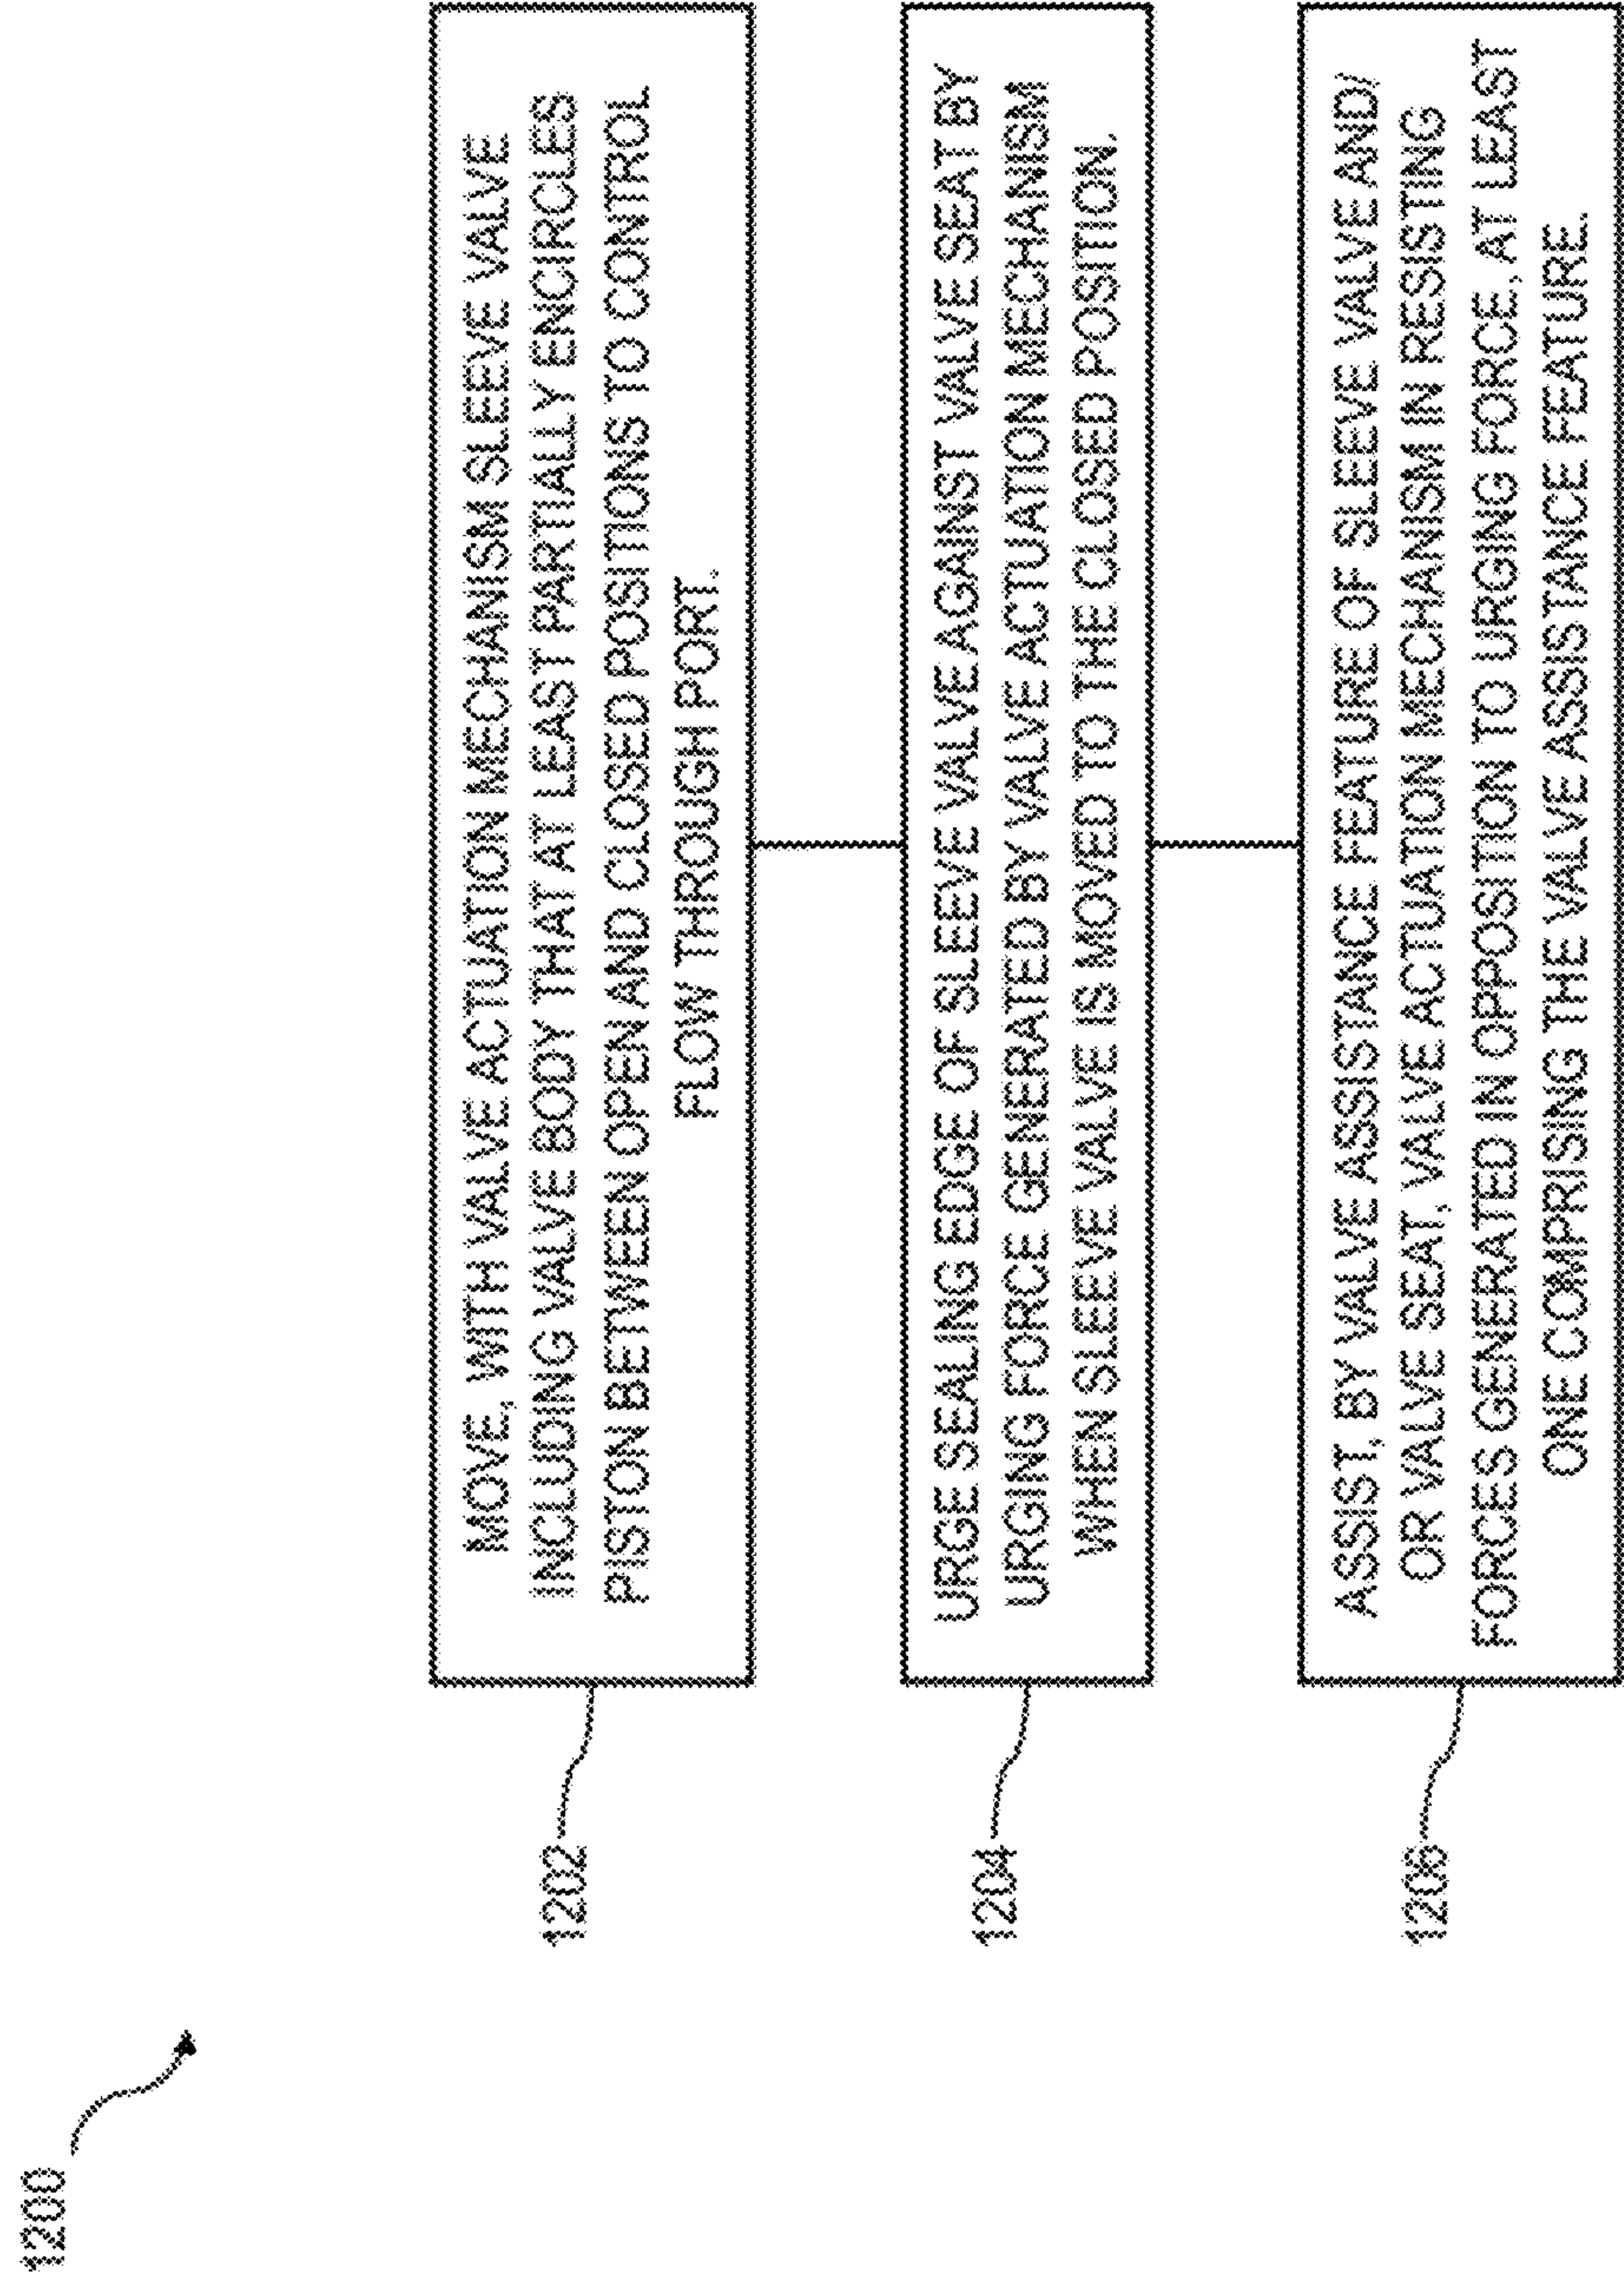 1200
1202
MOVE, WITH VALVE ACTUATION MECHANISM SLEEVE VALVE
INCLUDING VALVE BODY THAT AT LEAST PARTIALLY ENCIRCLES
PISTON BETWEEN OPEN AND CLOSED POSITIONS TO CONTROL
FLOW THROUGH PORT.
1204
URGE SEALING EDGE OF SLEEVE VALVE AGAINST VALVE SEAT BY
URGING FORCE GENERATED BY VALVE ACTUATION MECHANISM
WHEN SLEEVE VALVE IS MOVED TO THE CLOSED POSITION.
1206
ASSIST, BY VALVE ASSISTANCE FEATURE OF SLEEVE VALVE AND/
OR VALVE SEAT, VALVE ACTUATION MECHANISM IN RESISTING
FORCES GENERATED IN OPPOSITION TO URGING FORCE, AT LEAST
ONE COMPRISING THE VALVE ASSISTANCE FEATURE.